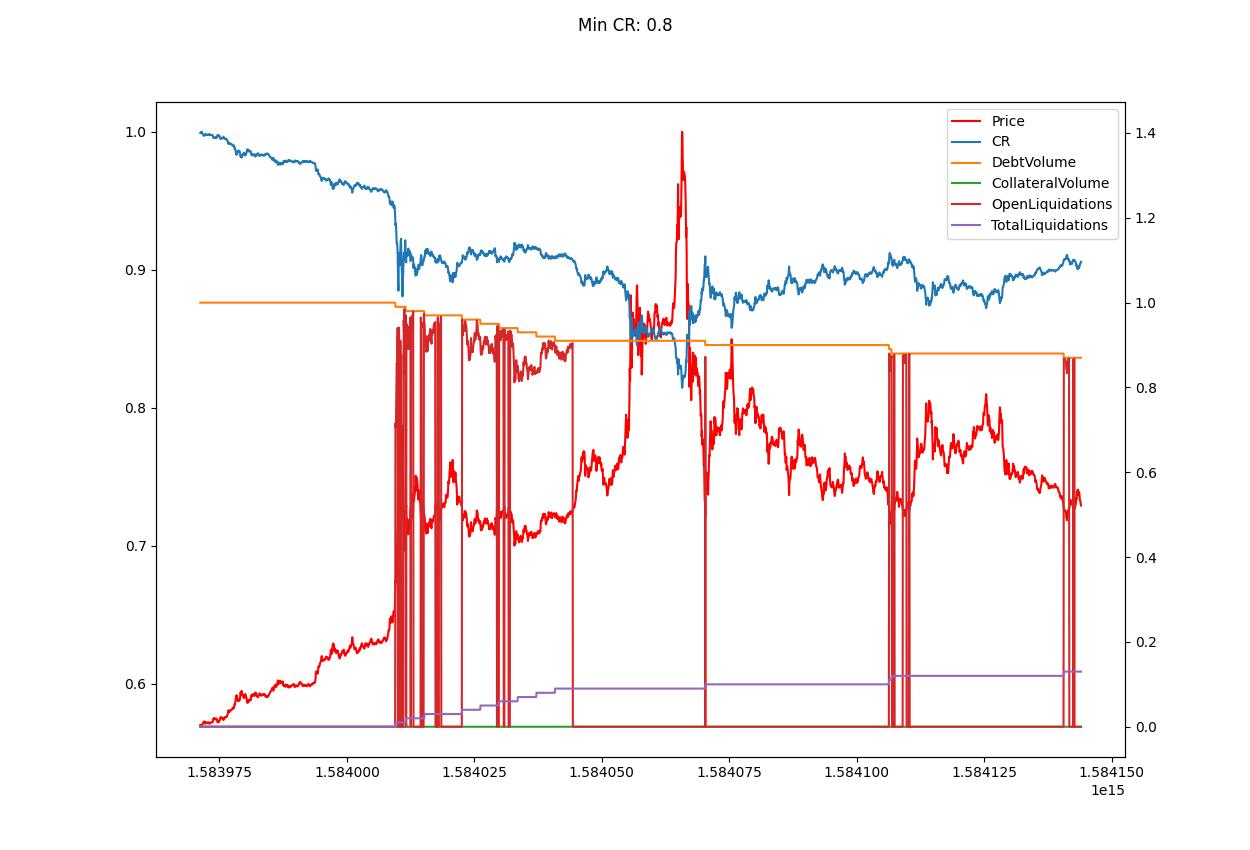 Min CR: 0.8
1.0
0.9
0.8
0.7
0.6
1.4
1.2
1.0
0.8
0.6
0.4
0.2
0.0
Price
CR
DebtVolume
CollateralVolume
OpenLiquidations
TotalLiquidations
1.583975 1.584000 1.584025 1.584050 1.584075 1.584100 1.584125 1.584150
1e15